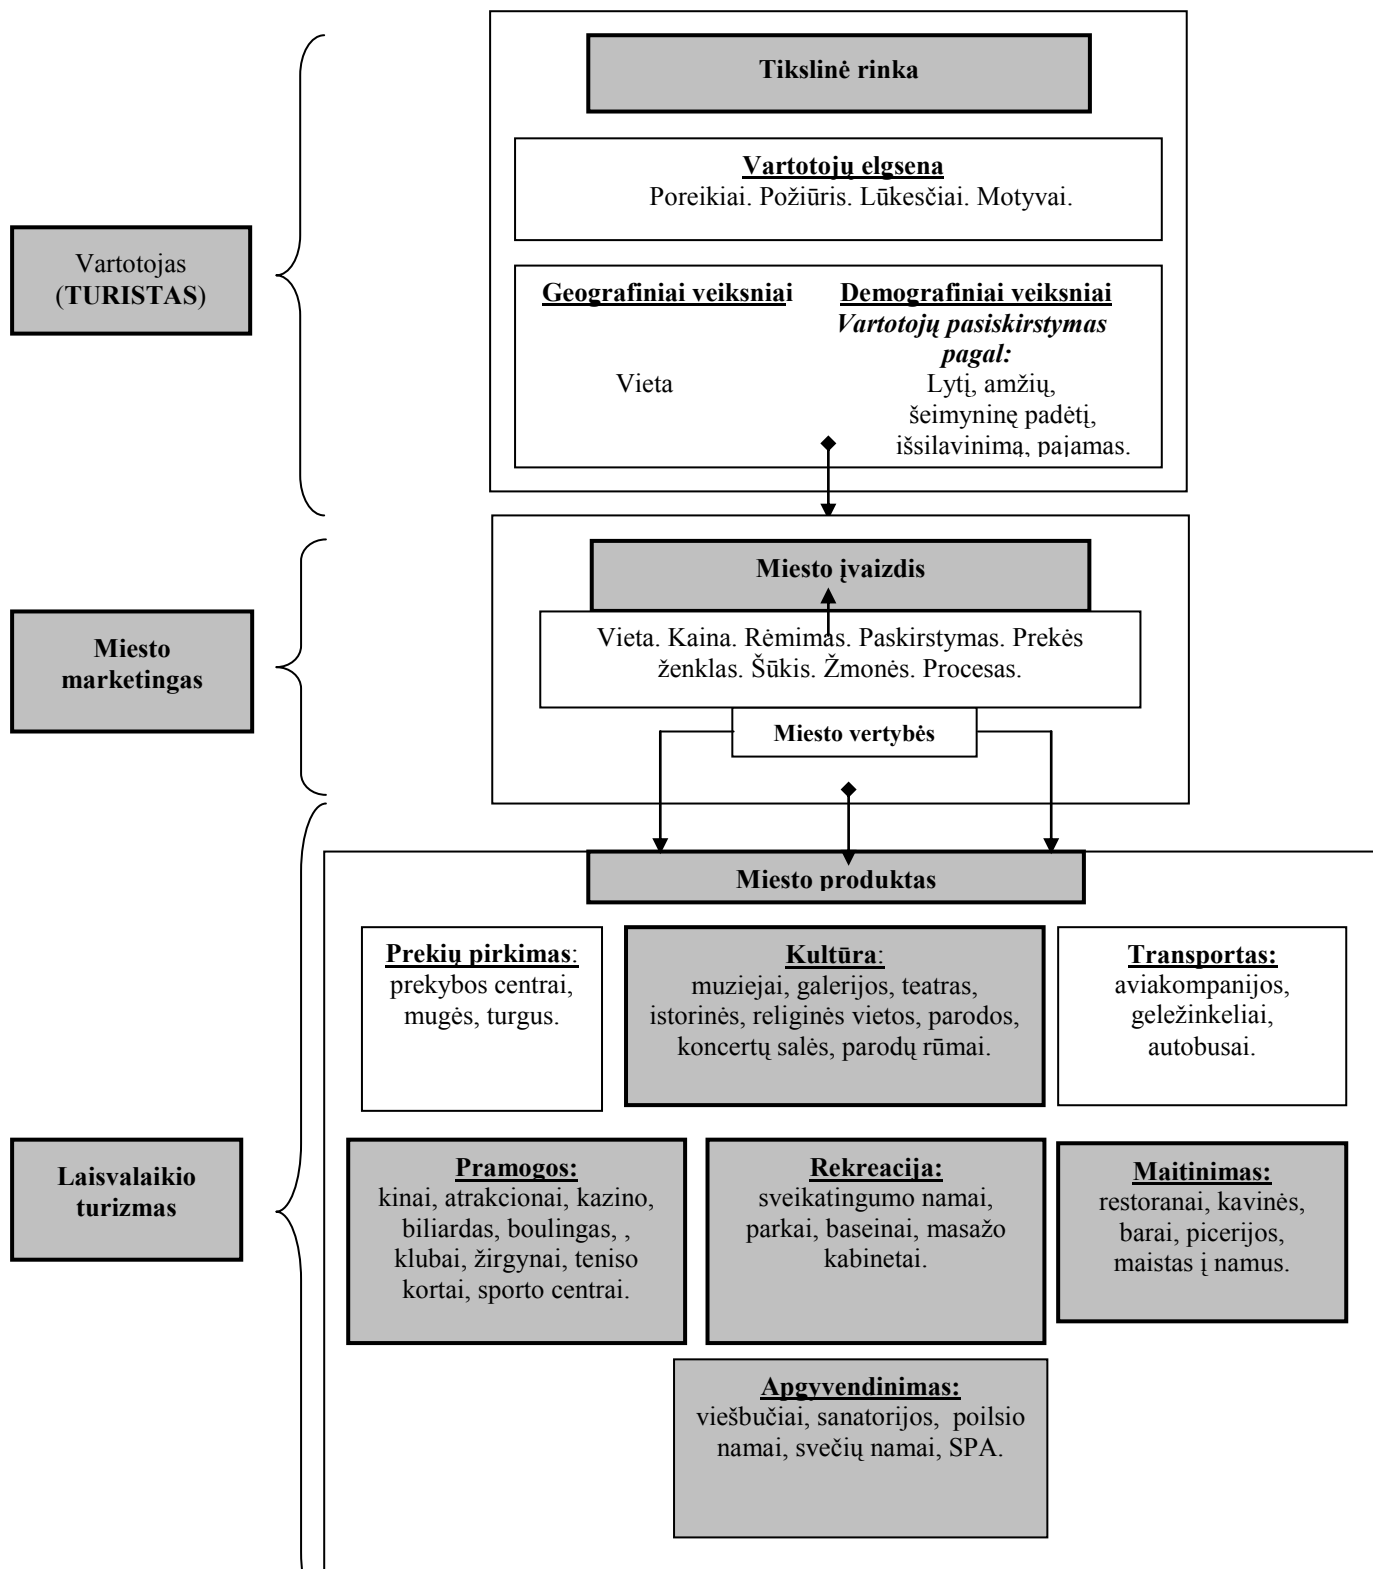 Tikslinė rinka
Vartotojų elgsena
Poreikiai. Požiūris. Lūkesčiai. Motyvai.
Vartotojas
(TURISTAS)
Geografiniai veiksniai
Vieta
Demografiniai veiksniai
Vartotojų pasiskirstymas
pagal:
Lytį, amžių,
šeimyninę padėtį,
išsilavinimą, pajamas.
Miesto
marketingas
Miesto įvaizdis
Vieta. Kaina. Rėmimas. Paskirstymas. Prekės
ženklas. Šūkis. Žmonės. Procesas.
Miesto vertybės
Laisvalaikio
turizmas
Miesto produktas
Prekių pirkimas:
prekybos centrai,
mugės, turgus.
Kultūra:
muziejai, galerijos, teatras,
istorinės, religinės vietos, parodos,
koncertų salės, parodų rūmai.
Transportas:
aviakompanijos,
geležinkeliai,
autobusai.
Pramogos:
kinai, atrakcionai, kazino,
biliardas, boulingas, ,
klubai, žirgynai, teniso
kortai, sporto centrai.
Rekreacija:
sveikatingumo namai,
parkai, baseinai, masažo
kabinetai.
Maitinimas:
restoranai, kavinės,
barai, picerijos,
maistas į namus.
Apgyvendinimas:
viešbučiai, sanatorijos,  poilsio
namai, svečių namai, SPA.